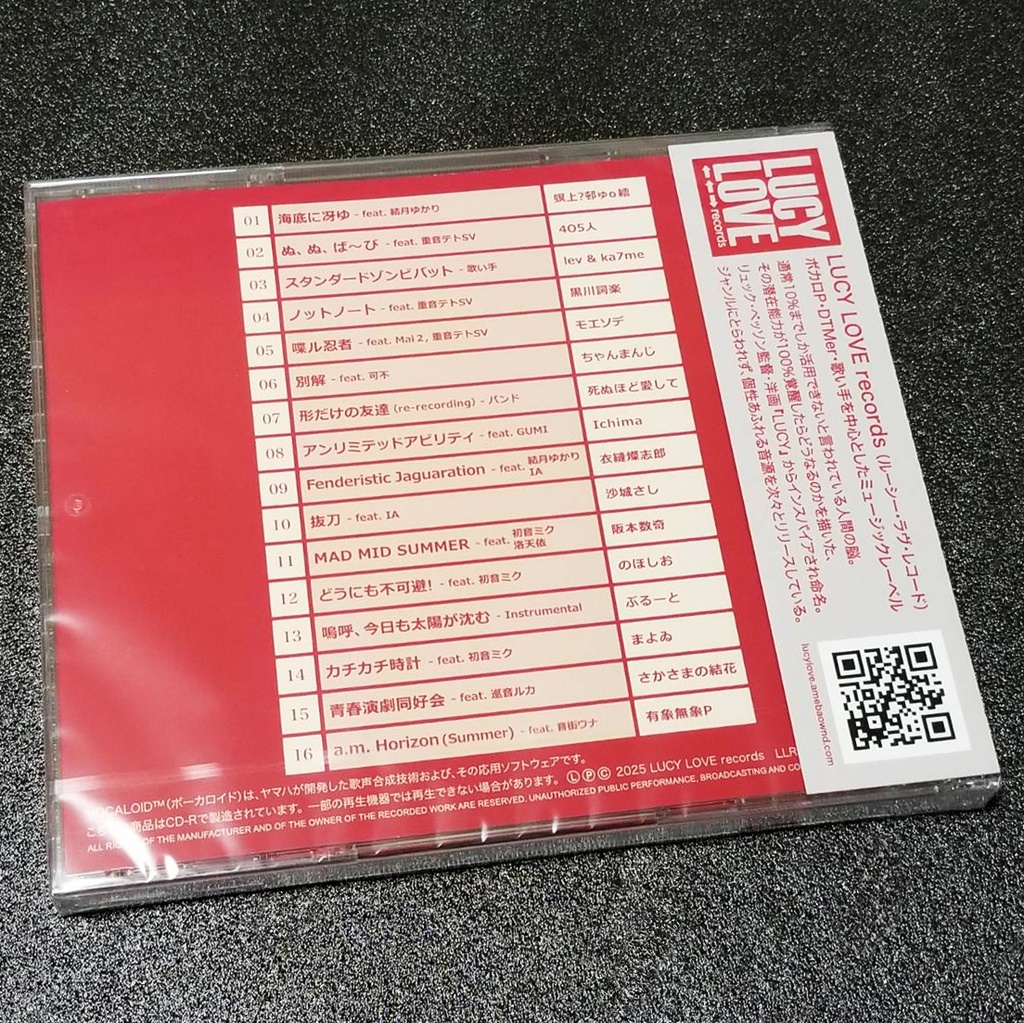 01 海底に冴ゆ - feat. 結月ゆかり
02 ぬ、ぬ、ば～び - feat. 重音テトSV 405人
03 スタンダードゾンビバット - 歌い手 lev & ka7me
04 ノットノート - feat. 重音テトSV 黒川詞楽
05 喋ル忍者 - feat. Mai2, 重音テトSV モエソデ
06 別解 - feat. 可不 ちゃんまんじ
07 形だけの友達 (re-recording) - バンド 死ぬほど愛して
08 アンリミテッドアビリティ - feat. GUMI Ichima
09 Fenderistic Jaguaration - feat. 結月ゆかり IA 衣縫燦志郎
10 抜刀 - feat. IA 沙城さし
11 MAD MID SUMMER - feat. 初音ミク 洛天依 阪本数奇
12 どうにも不可避! - feat. 初音ミク のほしお
13 嗚呼、今日も太陽が沈む - Instrumental ぶるーと
14 カチカチ時計 - feat. 初音ミク まよゐ
15 青春演劇同好会 - feat. 巡音ルカ さかさまの結花
16 a.m. Horizon (Summer) - feat. 音街ウナ 有象無象P
OCALOID™ (ボーカロイド) は、ヤマハが開発した歌声合成技術および、その応用ソフトウェアです。
商品はCD-Rで製造されています。一部の再生機器では再生できない場合があります。 Ⓛ Ⓟ Ⓒ 2025 LUCY LOVE records LLR
ALL RIGHTS OF THE MANUFACTURER AND OF THE OWNER OF THE RECORDED WORK ARE RESERVED. UNAUTHORIZED PUBLIC PERFORMANCE, BROADCASTING AND CO
LUCY
LOVE
records
LUCY LOVE records (ルーシー・ラヴ・レコード)
ボカロP・DTMer・歌い手を中心としたミュージックレーベル
通常10%までしか活用できないと言われている人間の脳。
その潜在能力が100%覚醒したらどうなるのかを描いた、
リュック・ベッソン監督・洋画『LUCY』からインスパイアされ命名。
ジャンルにとらわれず、個性あふれる音源を次々とリリースしている。
lucylove.amebaownd.com